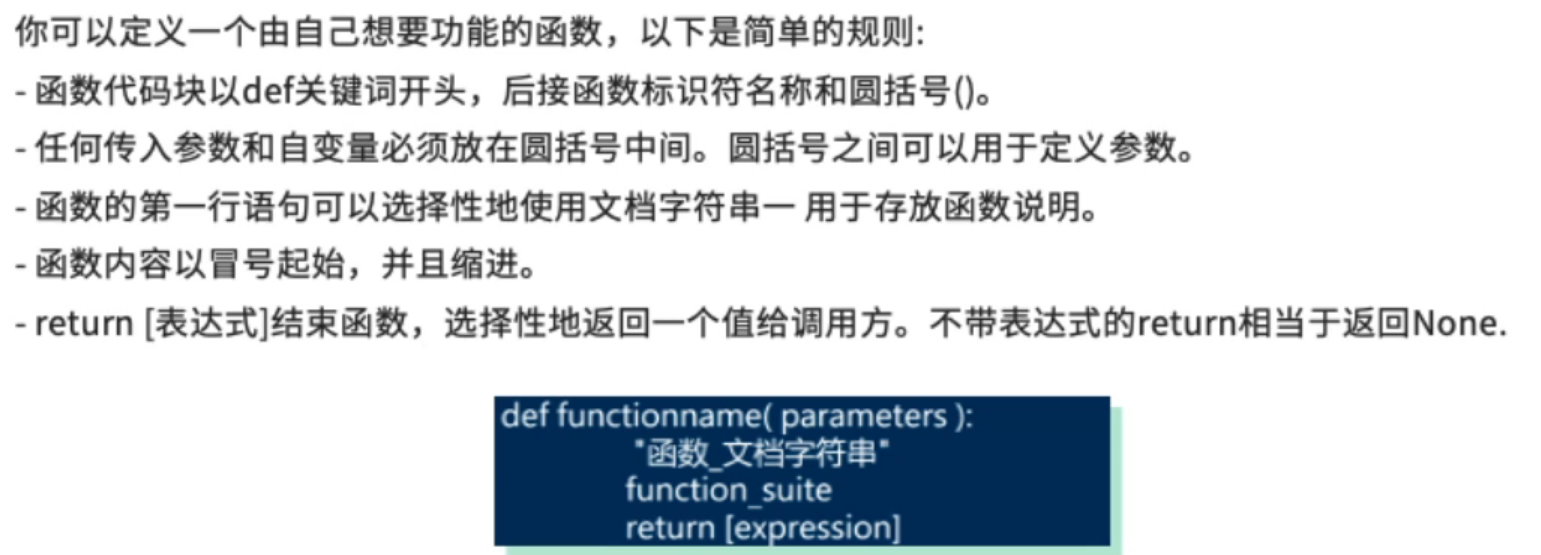 你可以定义一个由自己想要功能的函数，以下是简单的规则:
- 函数代码块以def关键词开头，后接函数标识符名称和圆括号()。
- 任何传入参数和自变量必须放在圆括号中间。圆括号之间可以用于定义参数。
- 函数的第一行语句可以选择性地使用文档字符串一 用于存放函数说明。
- 函数内容以冒号起始，并且缩进。
- return [表达式]结束函数，选择性地返回一个值给调用方。不带表达式的return相当于返回None.
def functionname( parameters ):
"函数_文档字符串"
function_suite
return [expression]